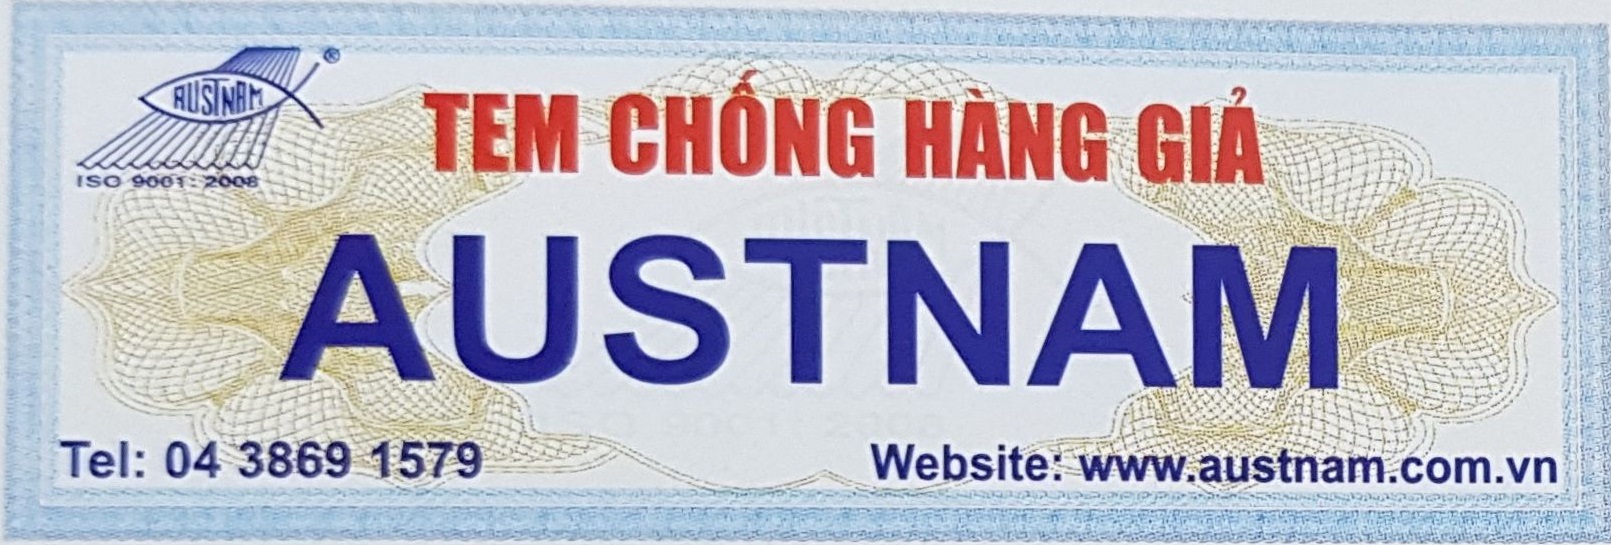 AUSTNAM ®
ISO 9001: 2008
TEM CHỐNG HÀNG GIẢ
AUSTNAM
Tel: 04 3869 1579
Website: www.austnam.com.vn